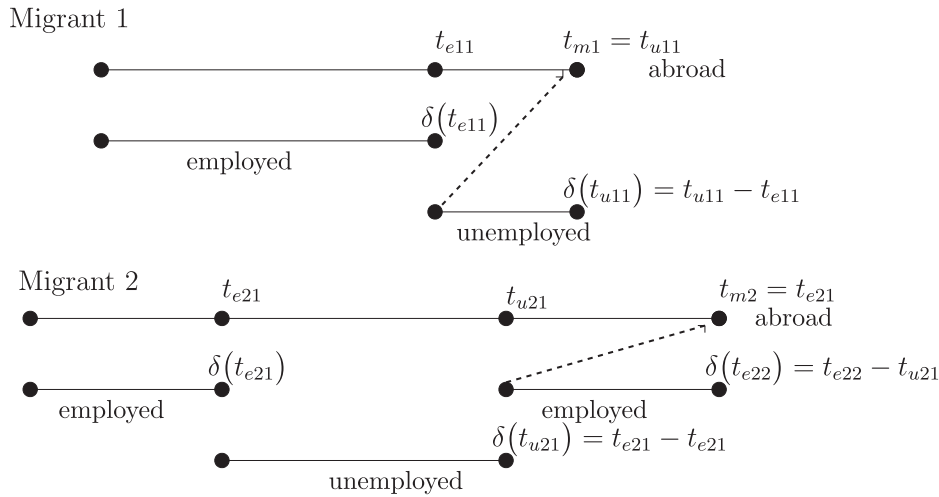 Migrant 1
t_{e11}
t_{m1} = t_{u11}
abroad
δ(t_{e11})
employed
δ(t_{u11}) = t_{u11} − t_{e11}
unemployed
Migrant 2
t_{e21}
t_{u21}
t_{m2} = t_{e21}
abroad
δ(t_{e21})
δ(t_{e22}) = t_{e22} − t_{u21}
employed
employed
δ(t_{u21}) = t_{e21} − t_{e21}
unemployed